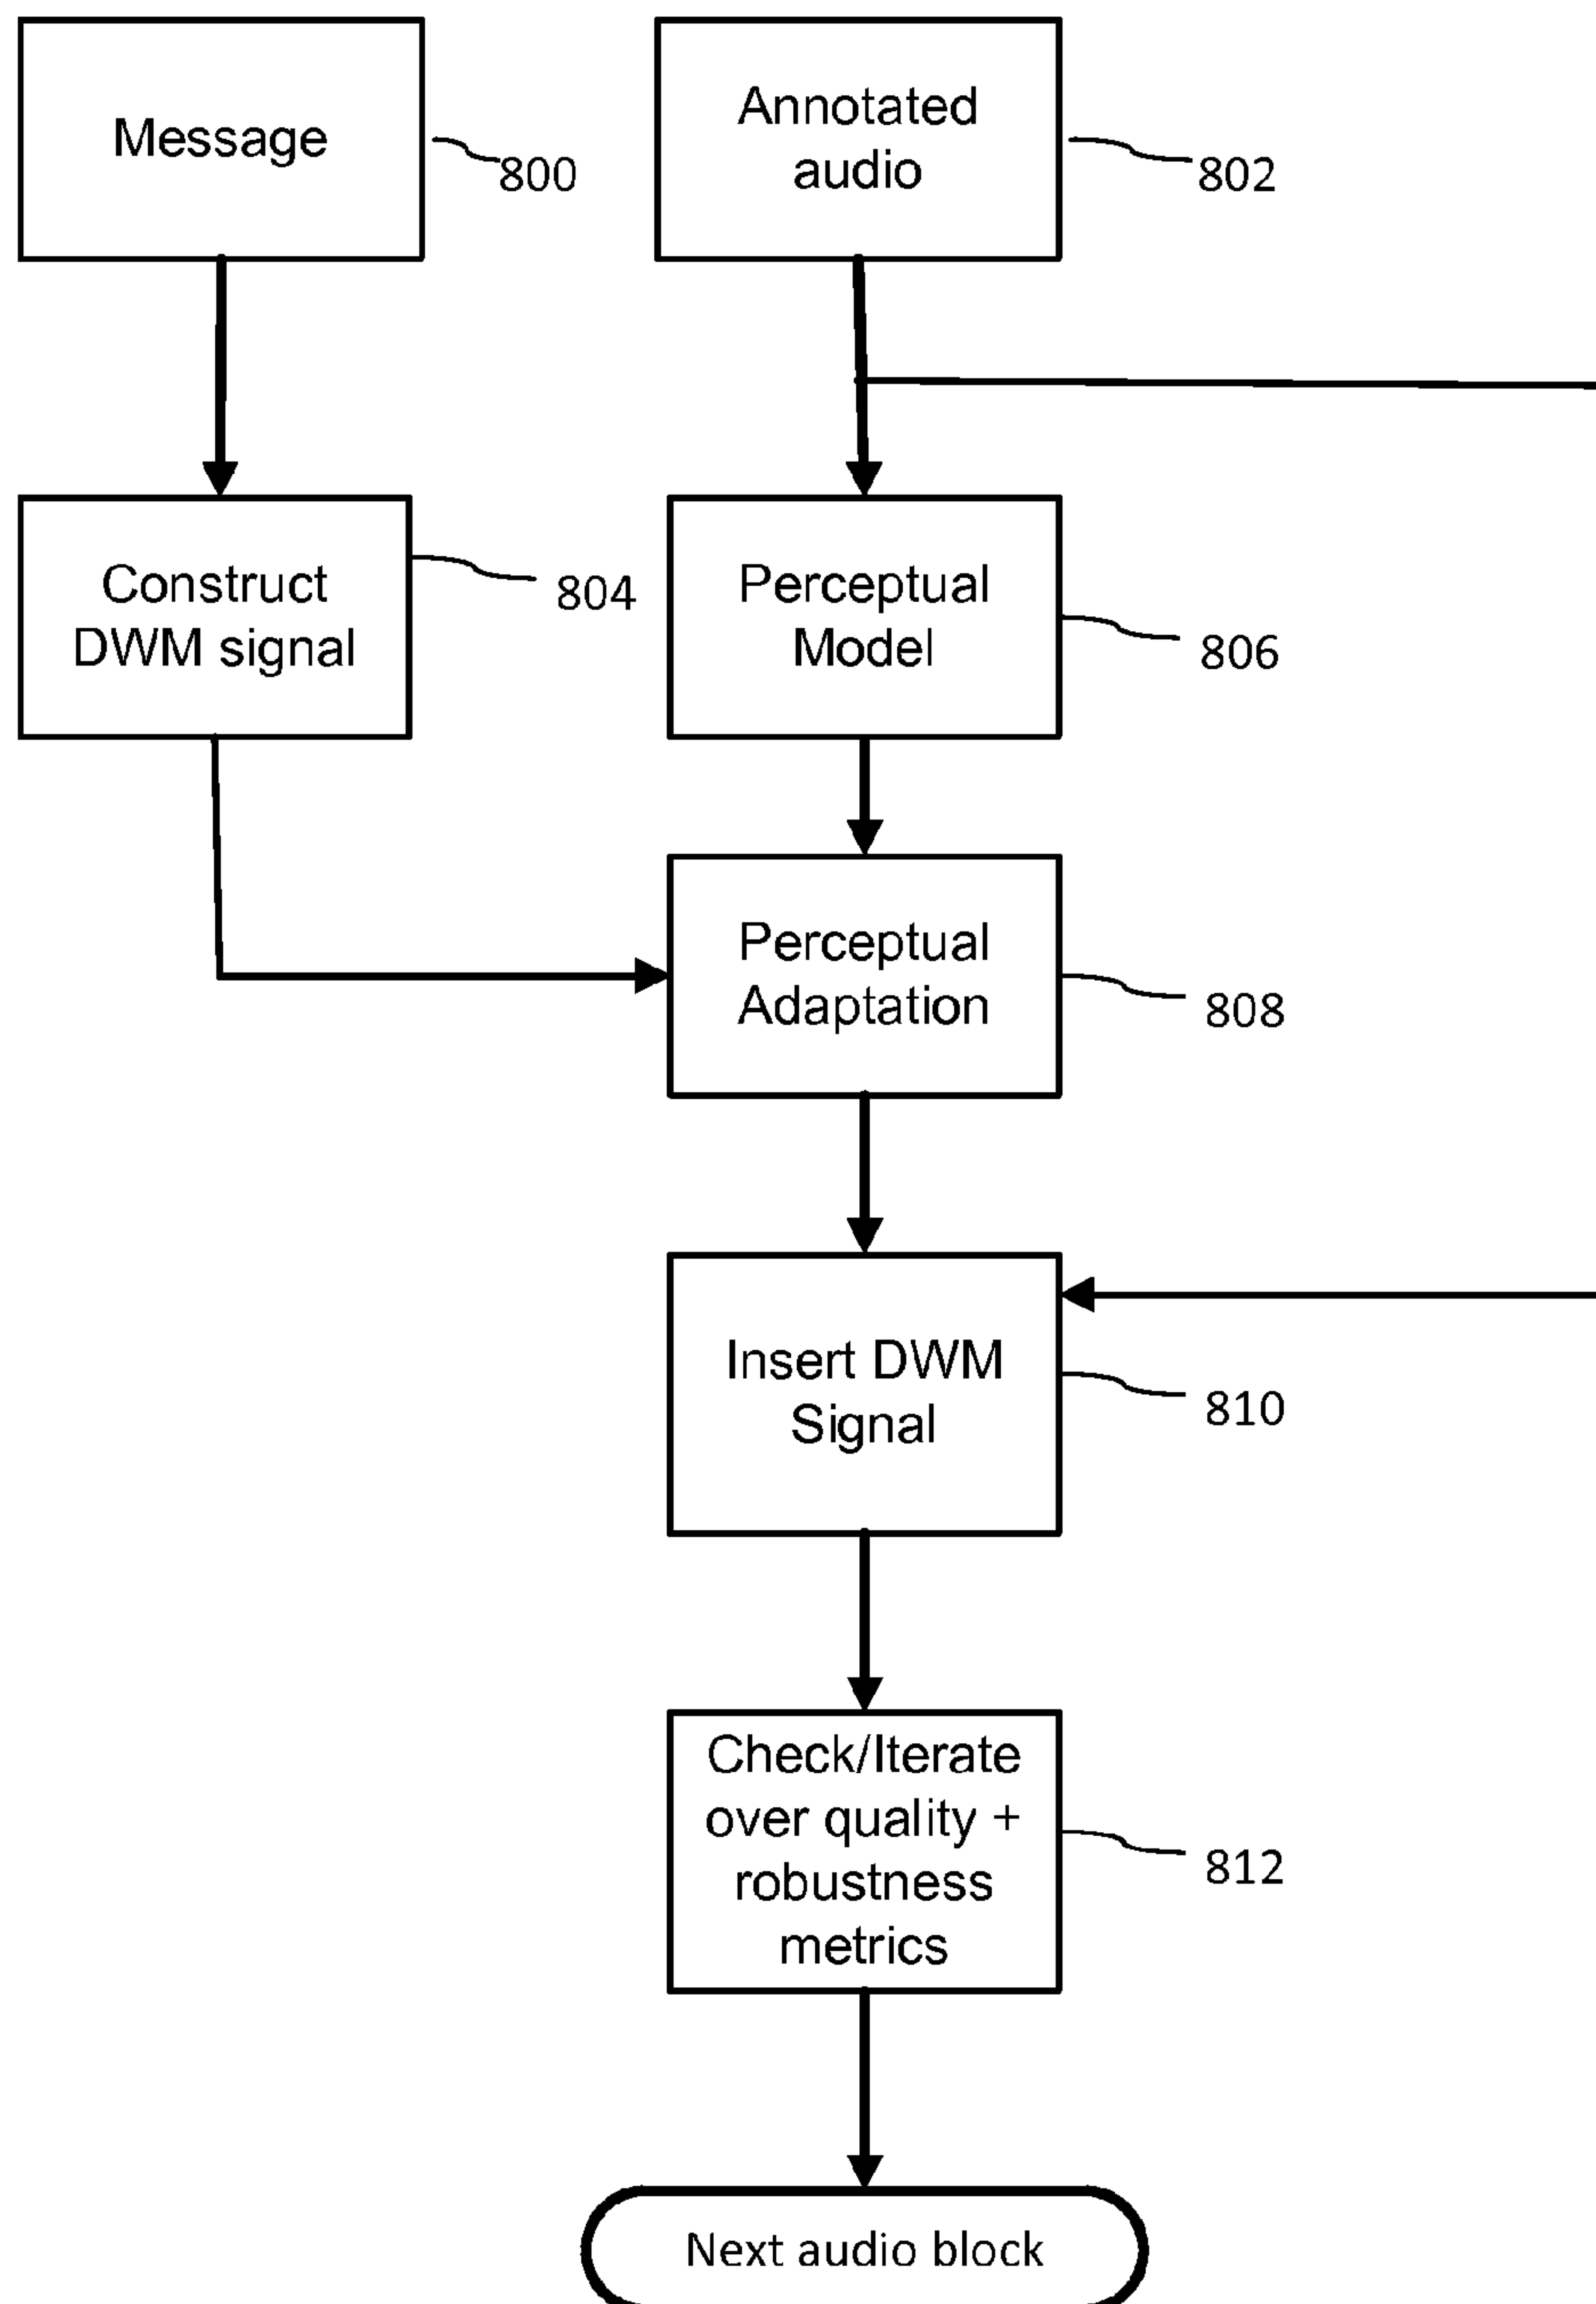 Message
800
Annotated
audio
802
Construct
DWM signal
804
Perceptual
Model
806
Perceptual
Adaptation
808
Insert DWM
Signal
810
Check/Iterate
over quality +
robustness
metrics
812
Next audio block